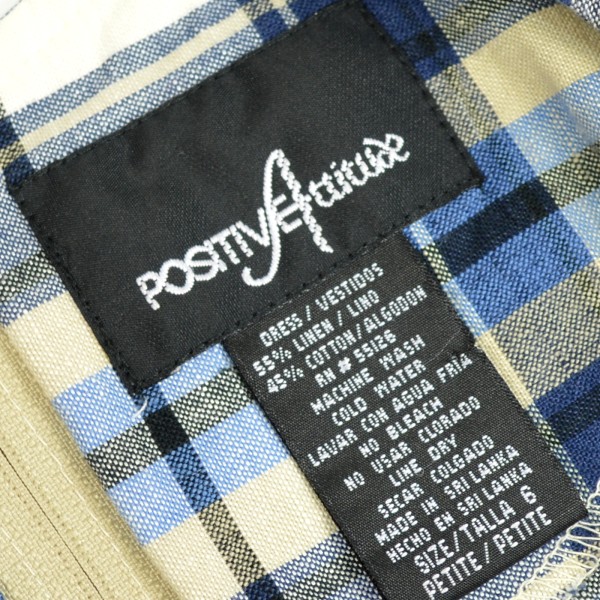 POSITIVE Attitude
DRESS / VESTIDOS
55% LINEN / LINO
45% COTTON/ALGODON
RN # 55126
MACHINE WASH
COLD WATER
LAVAR CON AGUA FRIA
NO BLEACH
NO USAR CLORADO
LINE DRY
SECAR COLGADO
MADE IN SRI LANKA
HECHO EN SRI LANKA
SIZE/TALLA 6
PETITE/PETITE